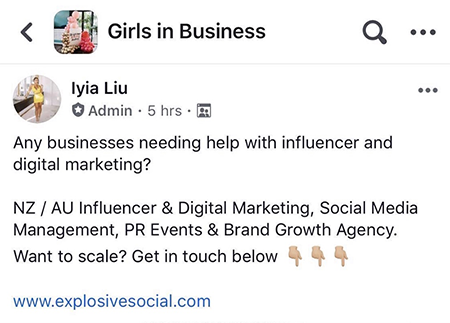 Girls in Business
Iyia Liu
Admin · 5 hrs ·
Any businesses needing help with influencer and
digital marketing?
NZ / AU Influencer & Digital Marketing, Social Media
Management, PR Events & Brand Growth Agency.
Want to scale? Get in touch below 👇🏼👇🏼👇🏼
www.explosivesocial.com